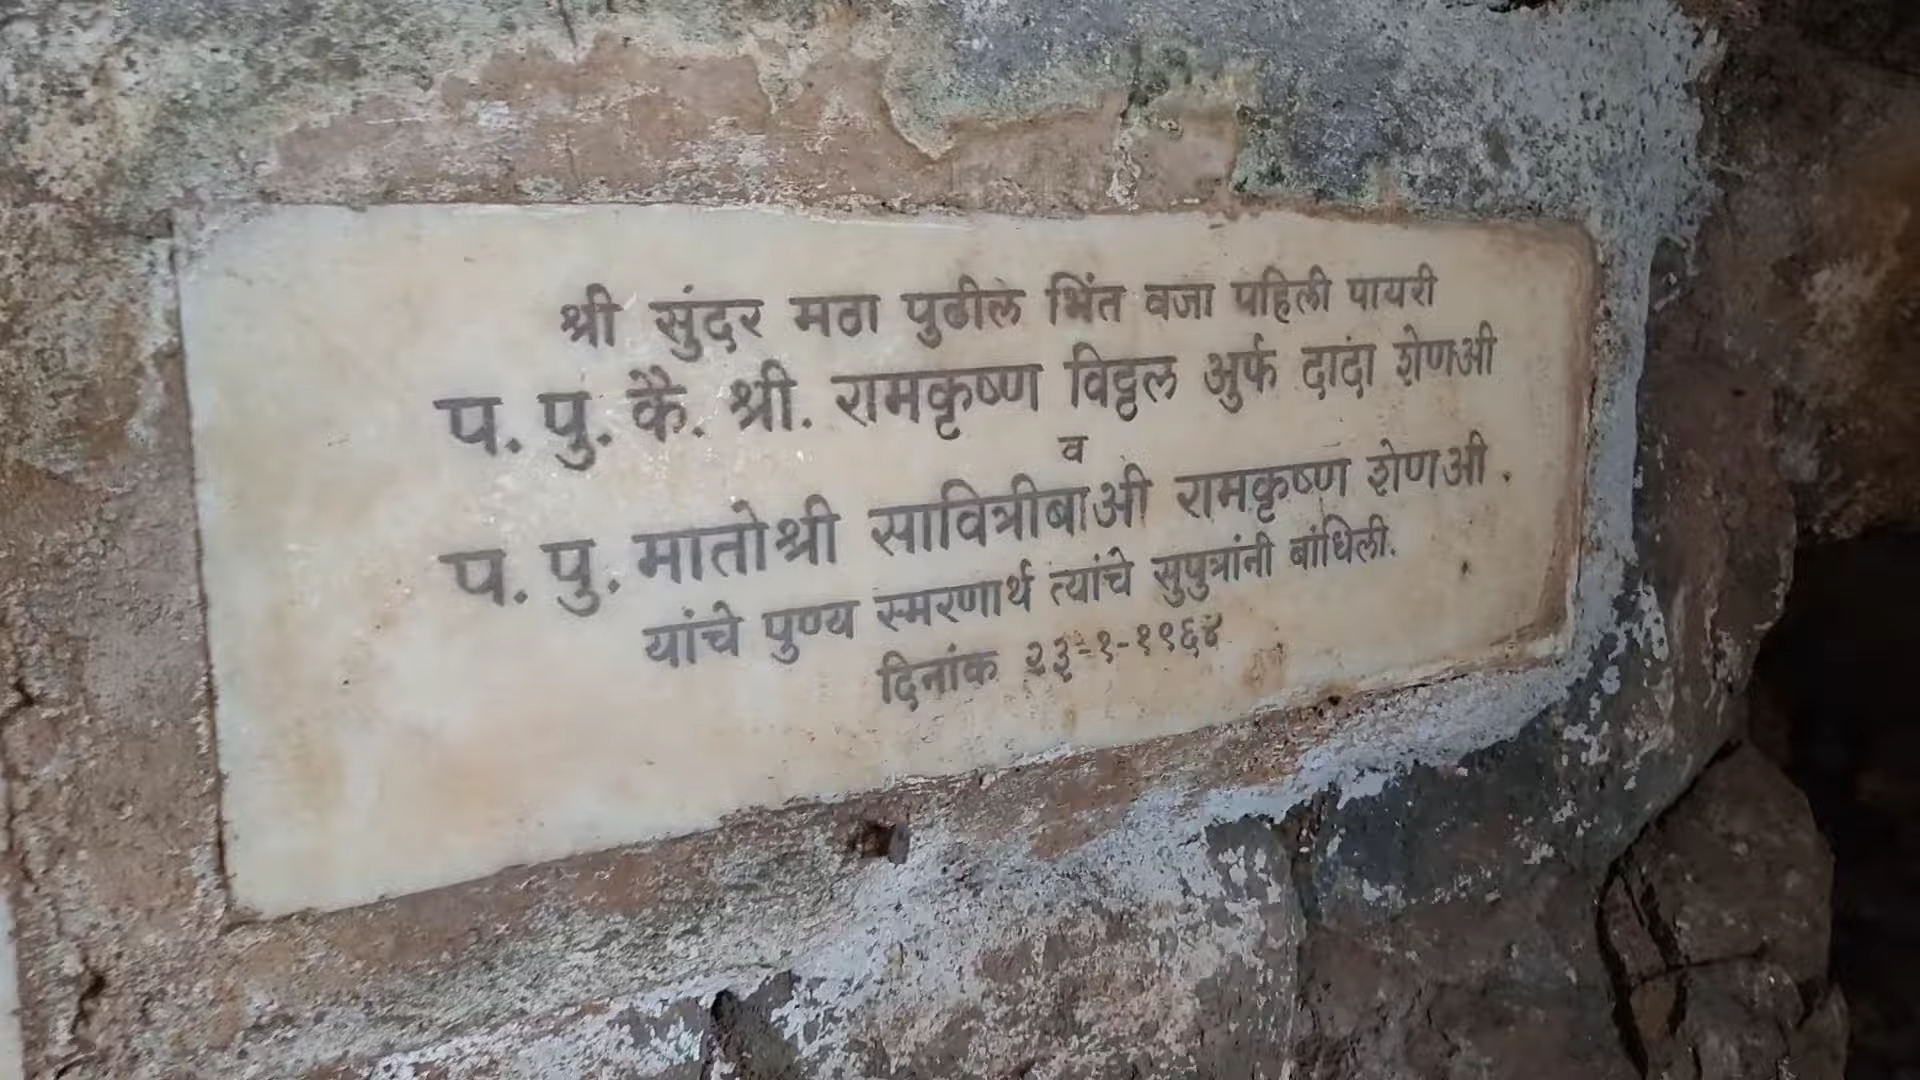 श्री सुंदर मठा पुढील भिंत वजा पहिली पायरी
प. पु. कै. श्री. रामकृष्ण विठ्ठल अुर्फ दादा शेणअी
व
प. पु. मातोश्री सावित्रीबाअी रामकृष्ण शेणअी.
यांचे पुण्य स्मरणार्थ त्यांचे सुपुत्रांनी बांधिली.
दिनांक २३-१-१९६४